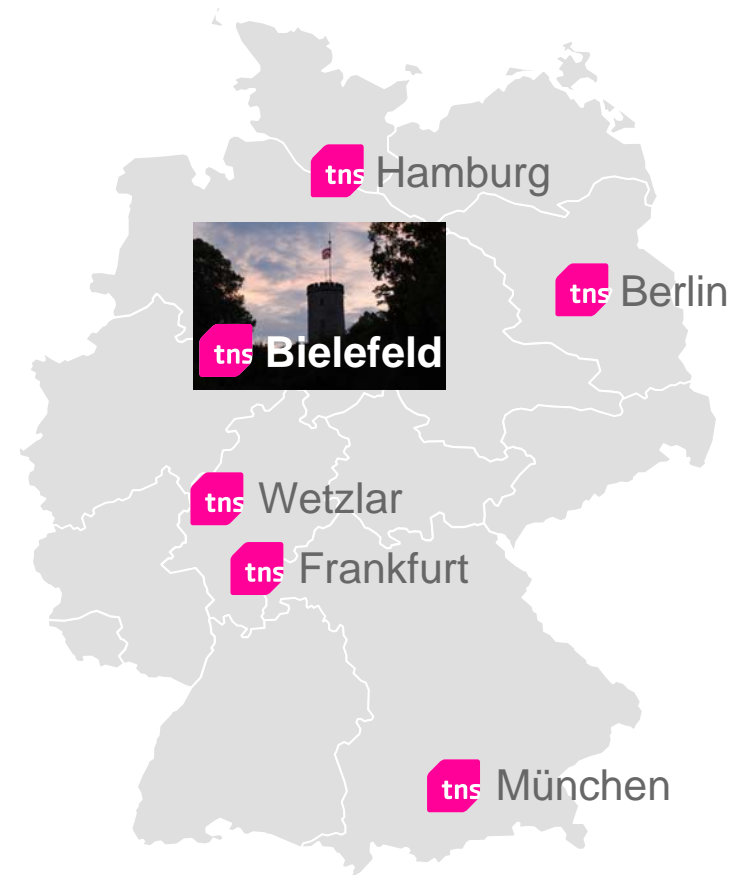 tns Hamburg
tns Berlin
tns Bielefeld
tns Wetzlar
tns Frankfurt
tns München